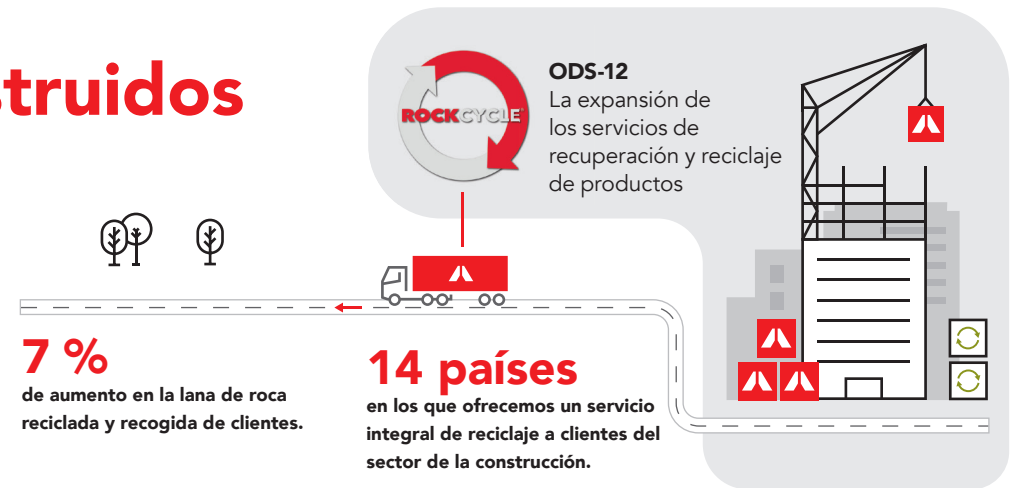 struidos
ROCKCYCLE
ODS-12
La expansión de
los servicios de
recuperación y reciclaje
de productos
7 %
de aumento en la lana de roca
reciclada y recogida de clientes.
14 países
en los que ofrecemos un servicio
integral de reciclaje a clientes del
sector de la construcción.